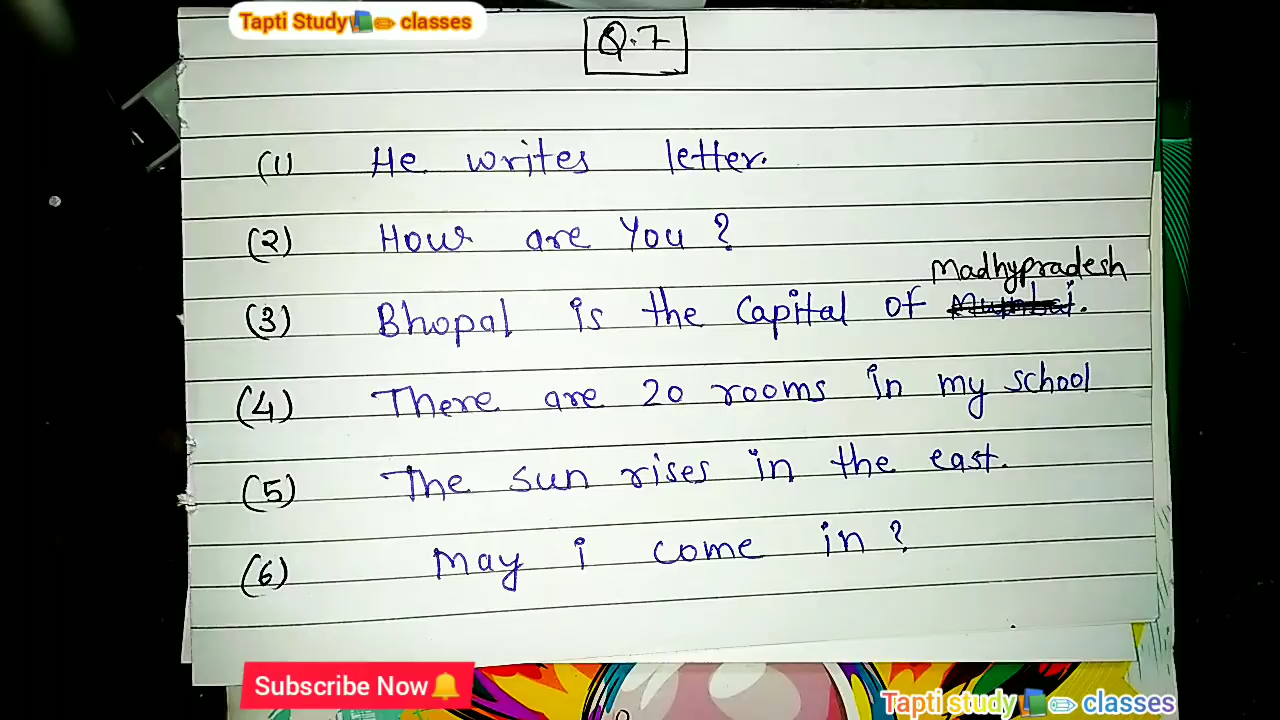 Tapti Study classes
Q.7
(1) He writes letter.
(2) How are You ?
(3) Bhopal is the Capital of Madhypradesh.
(4) There are 20 rooms in my school
(5) The sun rises in the east.
(6) May i come in ?
Subscribe Now
Tapti study classes